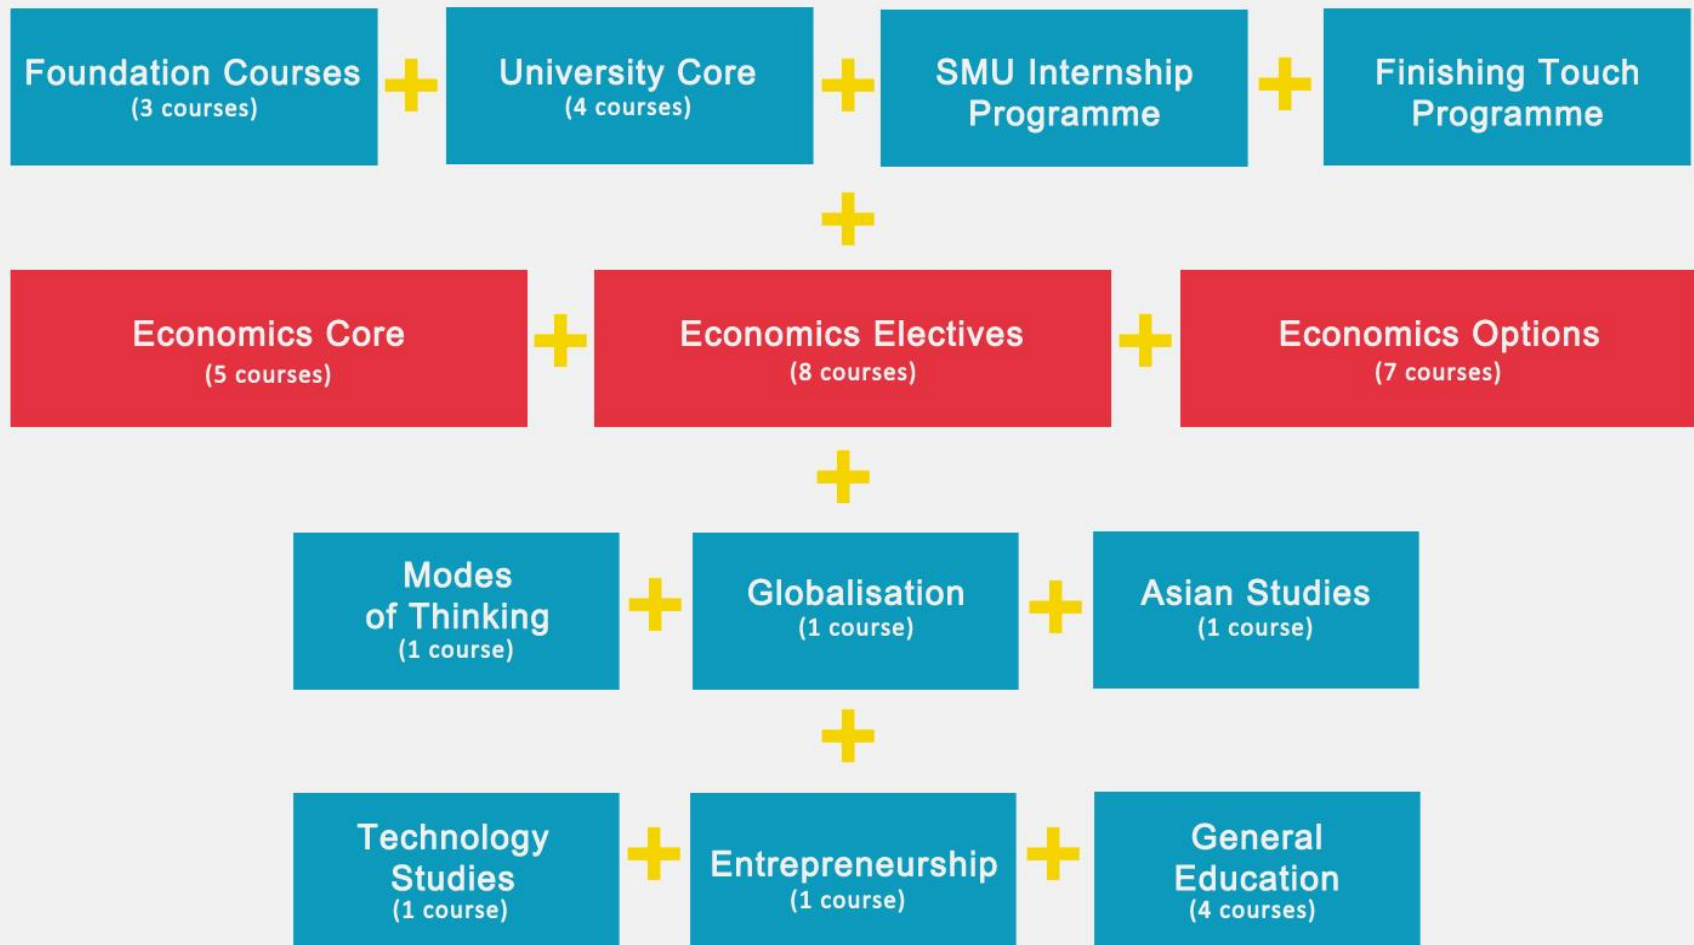 Foundation Courses
(3 courses)
+
University Core
(4 courses)
+
SMU Internship
Programme
+
Finishing Touch
Programme
+
Economics Core
(5 courses)
+
Economics Electives
(8 courses)
+
Economics Options
(7 courses)
+
Modes
of Thinking
(1 course)
+
Globalisation
(1 course)
+
Asian Studies
(1 course)
+
Technology
Studies
(1 course)
+
Entrepreneurship
(1 course)
+
General
Education
(4 courses)